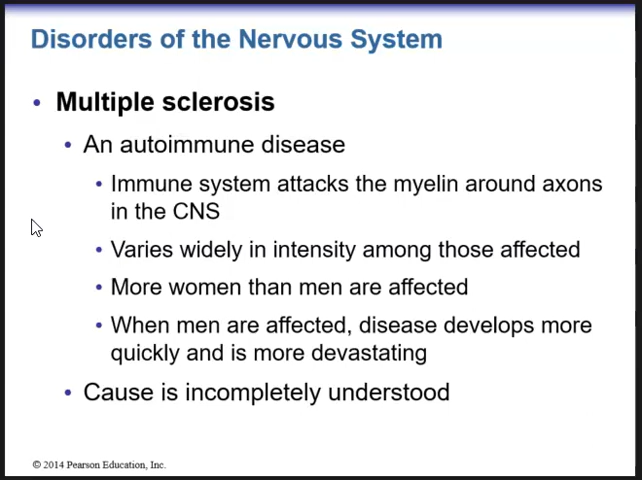 Disorders of the Nervous System
• Multiple sclerosis
• An autoimmune disease
• Immune system attacks the myelin around axons
in the CNS
• Varies widely in intensity among those affected
• More women than men are affected
• When men are affected, disease develops more
quickly and is more devastating
• Cause is incompletely understood
© 2014 Pearson Education, Inc.